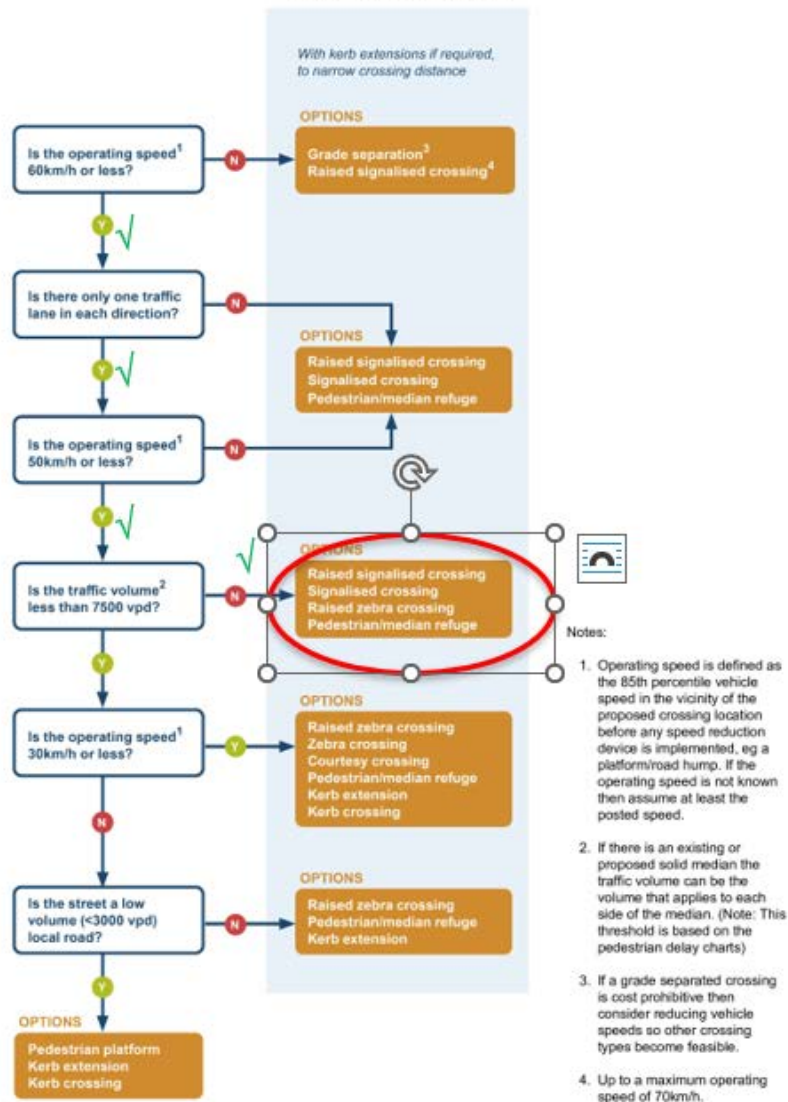 With kerb extensions if required,
to narrow crossing distance
OPTIONS
Is the operating speed1
60km/h or less?
N
Grade separation3
Raised signalised crossing4
Y
Is there only one traffic
lane in each direction?
N
OPTIONS
Raised signalised crossing
Signalised crossing
Pedestrian/median refuge
Y
Is the operating speed1
50km/h or less?
N
Y
OPTIONS
Is the traffic volume2
less than 7500 vpd?
N
Raised signalised crossing
Signalised crossing
Raised zebra crossing
Pedestrian/median refuge
Y
OPTIONS
Is the operating speed1
30km/h or less?
Y
Raised zebra crossing
Zebra crossing
Courtesy crossing
Pedestrian/median refuge
Kerb extension
Kerb crossing
N
OPTIONS
Is the street a low
volume (<3000 vpd)
local road?
N
Raised zebra crossing
Pedestrian/median refuge
Kerb extension
Y
OPTIONS
Pedestrian platform
Kerb extension
Kerb crossing
Notes:
1. Operating speed is defined as
the 85th percentile vehicle
speed in the vicinity of the
proposed crossing location
before any speed reduction
device is implemented, eg a
platform/road hump. If the
operating speed is not known
then assume at least the
posted speed.
2. If there is an existing or
proposed solid median the
traffic volume can be the
volume that applies to each
side of the median. (Note: This
threshold is based on the
pedestrian delay charts)
3. If a grade separated crossing
is cost prohibitive then
consider reducing vehicle
speeds so other crossing
types become feasible.
4. Up to a maximum operating
speed of 70km/h.